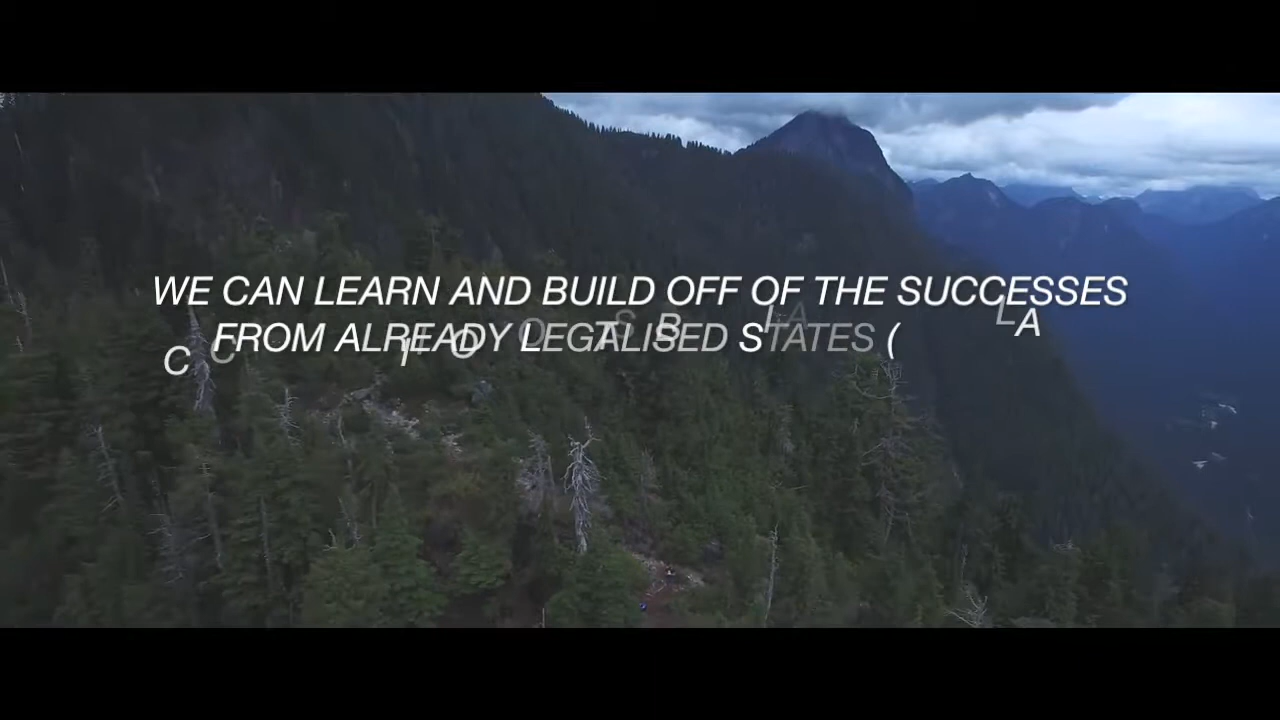 WE CAN LEARN AND BUILD OFF OF THE SUCCESSES
FROM ALREADY LEGALISED STATES (